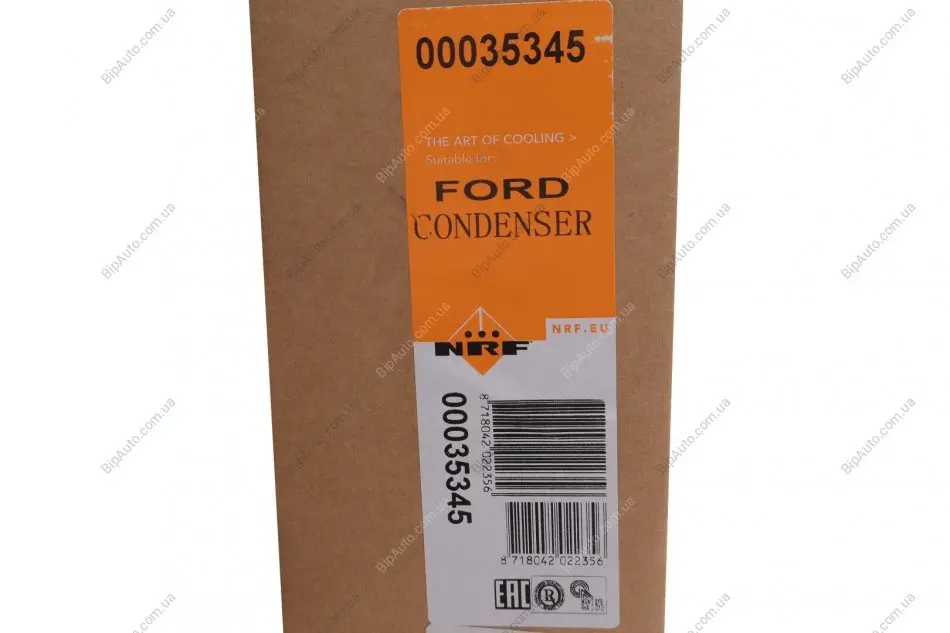 00035345
THE ART OF COOLING >
Suitable for:
FORD
CONDENSER
NRF.EU
NRF
00035345
8 718042 022356
8 718042 022356
EAC
R
BipAuto.com.ua